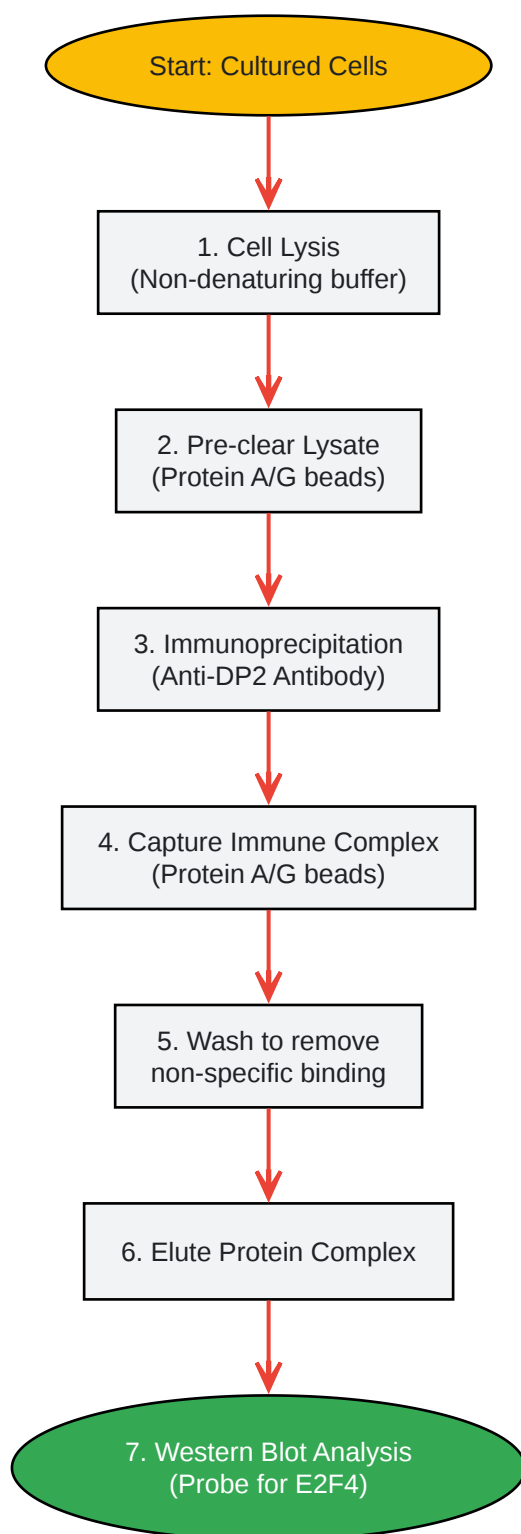 Start: Cultured Cells
1. Cell Lysis
(Non-denaturing buffer)
2. Pre-clear Lysate
(Protein A/G beads)
3. Immunoprecipitation
(Anti-DP2 Antibody)
4. Capture Immune Complex
(Protein A/G beads)
5. Wash to remove
non-specific binding
6. Elute Protein Complex
7. Western Blot Analysis
(Probe for E2F4)